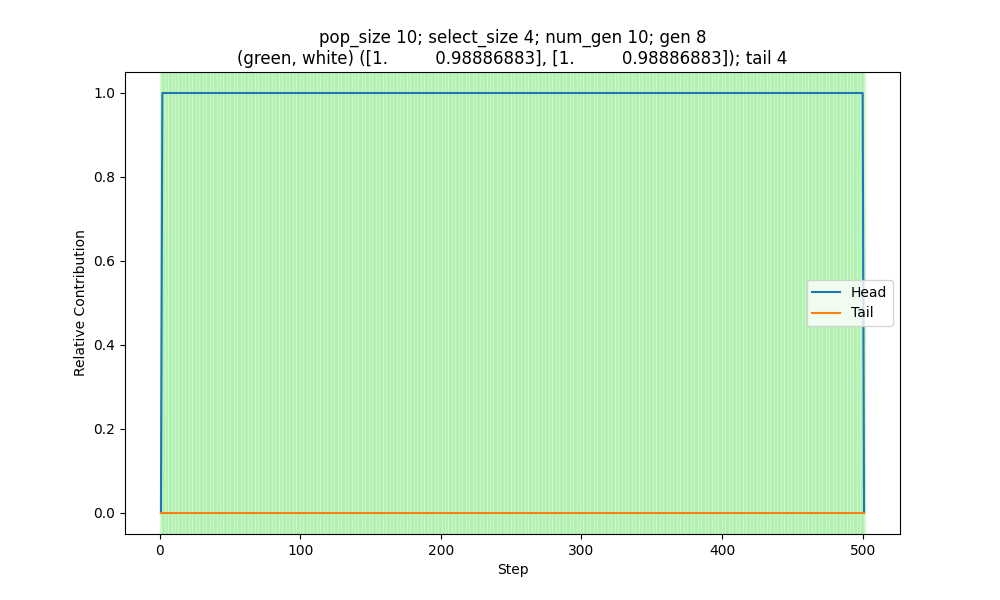 pop_size 10; select_size 4; num_gen 10; gen 8
(green, white) ([1.          0.98886883], [1.          0.98886883]); tail 4
Relative Contribution
1.0
0.8
0.6
0.4
0.2
0.0
Head
Tail
0 100 200 300 400 500
Step